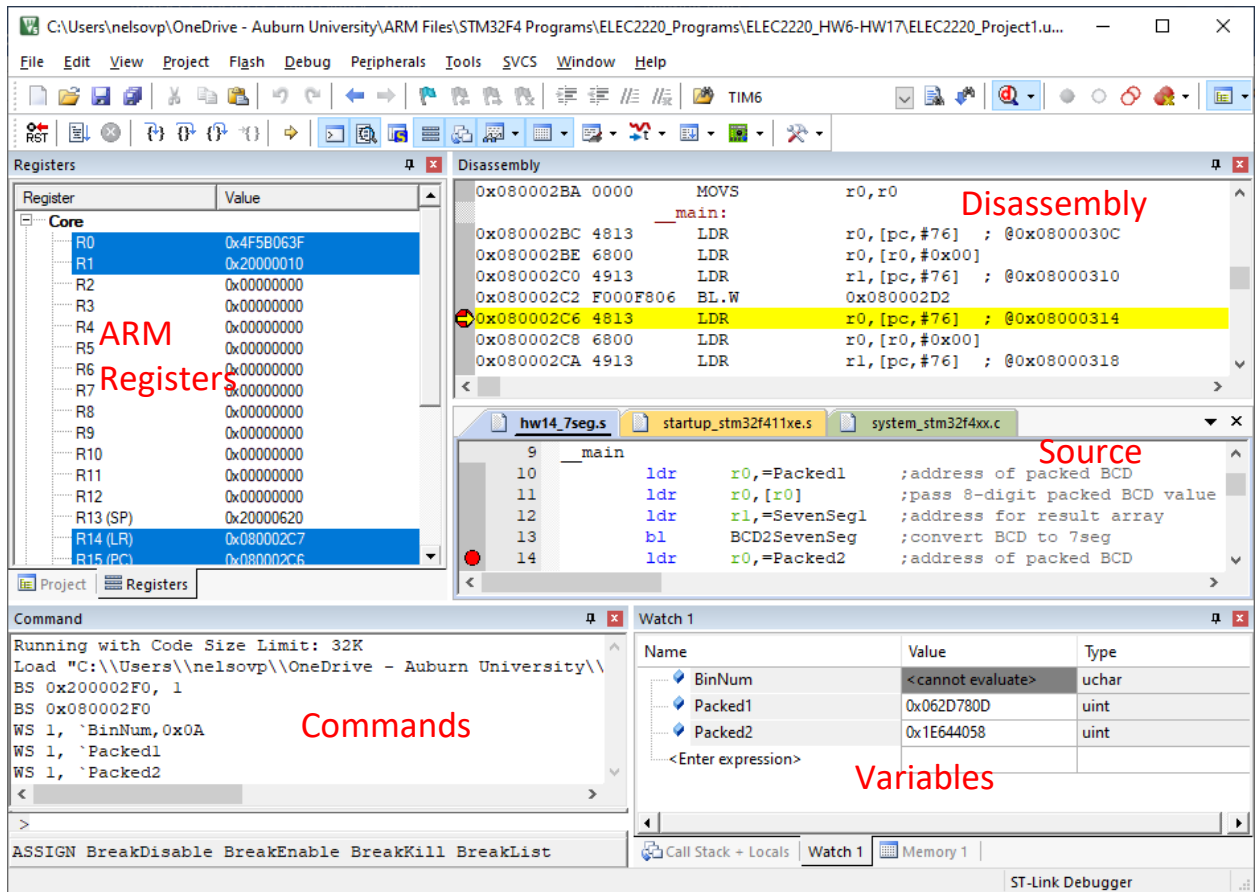 C:\Users\nelsovp\OneDrive - Auburn University\ARM Files\STM32F4 Programs\ELEC2220_Programs\ELEC2220_HW6-HW17\ELEC2220_Project1.u...
File Edit View Project Flash Debug Peripherals Tools SVCS Window Help
TIM6
RST
Registers
Register Value
Core
R0 0x4F5B063F
R1 0x20000010
R2 0x00000000
R3 0x00000000
R4 0x00000000
R5 0x00000000
R6 0x00000000
R7 0x00000000
R8 0x00000000
R9 0x00000000
R10 0x00000000
R11 0x00000000
R12 0x00000000
R13 (SP) 0x20000620
R14 (LR) 0x080002C7
R15 (PC) 0x080002C6
ARM
Registers
Project Registers
Disassembly
0x080002BA 0000 MOVS r0,r0
__main:
0x080002BC 4813 LDR r0,[pc,#76] ; @0x0800030C
0x080002BE 6800 LDR r0,[r0,#0x00]
0x080002C0 4913 LDR r1,[pc,#76] ; @0x08000310
0x080002C2 F000F806 BL.W 0x080002D2
0x080002C6 4813 LDR r0,[pc,#76] ; @0x08000314
0x080002C8 6800 LDR r0,[r0,#0x00]
0x080002CA 4913 LDR r1,[pc,#76] ; @0x08000318
Disassembly
hw14_7seg.s startup_stm32f411xe.s system_stm32f4xx.c
9 __main
10 ldr r0,=Packed1 ;address of packed BCD
11 ldr r0,[r0] ;pass 8-digit packed BCD value
12 ldr r1,=SevenSeg1 ;address for result array
13 bl BCD2SevenSeg ;convert BCD to 7seg
14 ldr r0,=Packed2 ;address of packed BCD
Source
Command
Running with Code Size Limit: 32K
Load "C:\\Users\\nelsovp\\OneDrive - Auburn University\\
BS 0x200002F0, 1
BS 0x080002F0
WS 1, `BinNum,0x0A
WS 1, `Packed1
WS 1, `Packed2
Commands
>
ASSIGN BreakDisable BreakEnable BreakKill BreakList
Watch 1
Name Value Type
BinNum <cannot evaluate> uchar
Packed1 0x062D780D uint
Packed2 0x1E644058 uint
<Enter expression>
Variables
Call Stack + Locals Watch 1 Memory 1
ST-Link Debugger